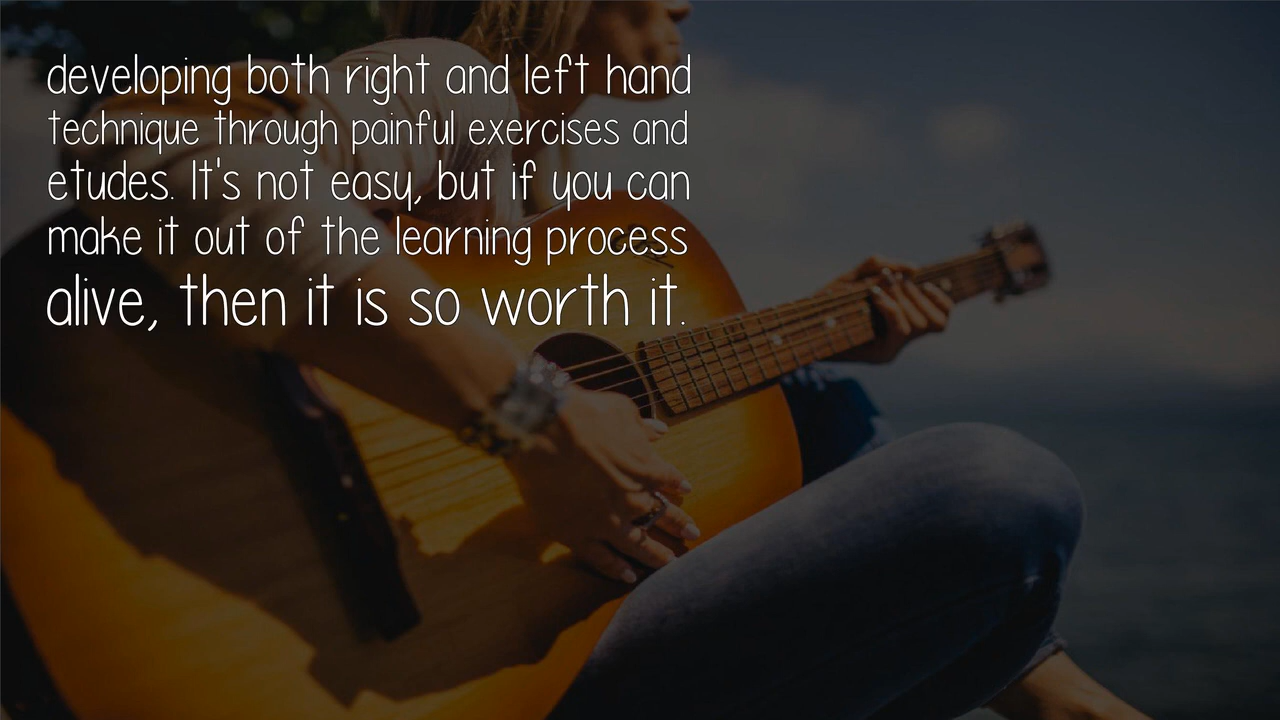 developing both right and left hand
technique through painful exercises and
etudes. It's not easy, but if you can
make it out of the learning process
alive, then it is so worth it.